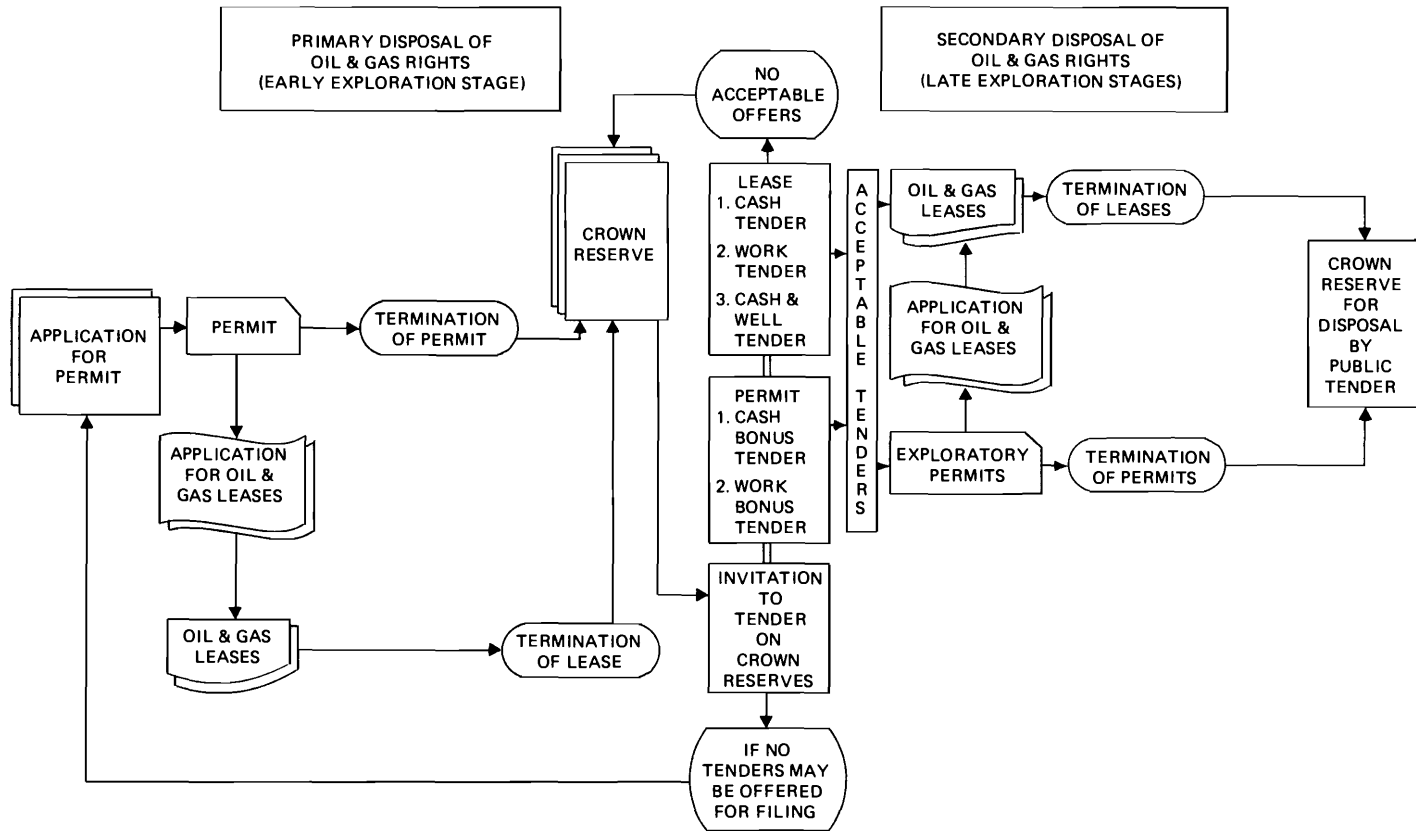 PRIMARY DISPOSAL OF
OIL & GAS RIGHTS
(EARLY EXPLORATION STAGE)
NO
ACCEPTABLE
OFFERS
SECONDARY DISPOSAL OF
OIL & GAS RIGHTS
(LATE EXPLORATION STAGES)
APPLICATION
FOR
PERMIT
PERMIT
TERMINATION
OF PERMIT
CROWN
RESERVE
APPLICATION
FOR OIL &
GAS LEASES
OIL & GAS
LEASES
TERMINATION
OF LEASE
LEASE
1. CASH
TENDER
2. WORK
TENDER
3. CASH &
WELL
TENDER
PERMIT
1. CASH
BONUS
TENDER
2. WORK
BONUS
TENDER
INVITATION
TO
TENDER
ON
CROWN
RESERVES
IF NO
TENDERS MAY
BE OFFERED
FOR FILING
ACCEPTABLE TENDERS
OIL & GAS
LEASES
TERMINATION
OF LEASES
APPLICATION
FOR OIL &
GAS LEASES
EXPLORATORY
PERMITS
TERMINATION
OF PERMITS
CROWN
RESERVE
FOR
DISPOSAL
BY
PUBLIC
TENDER